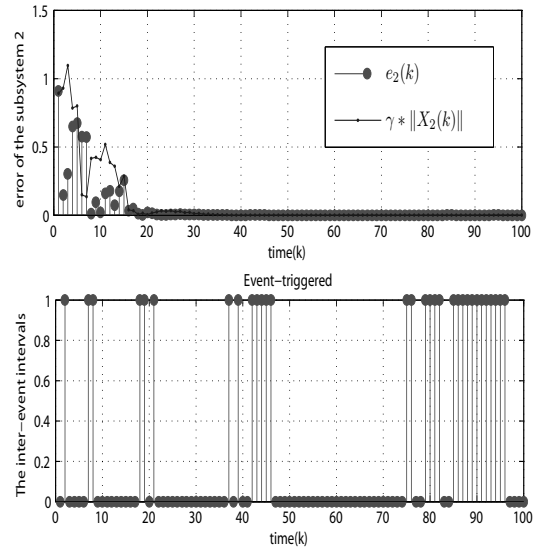 1.5
1
0.5
0
error of the subsystem 2
e₂(k)
γ * ‖X₂(k)‖
0 10 20 30 40 50 60 70 80 90 100
time(k)
Event−triggered
1
0.8
0.6
0.4
0.2
0
The inter−event intervals
0 10 20 30 40 50 60 70 80 90 100
time(k)